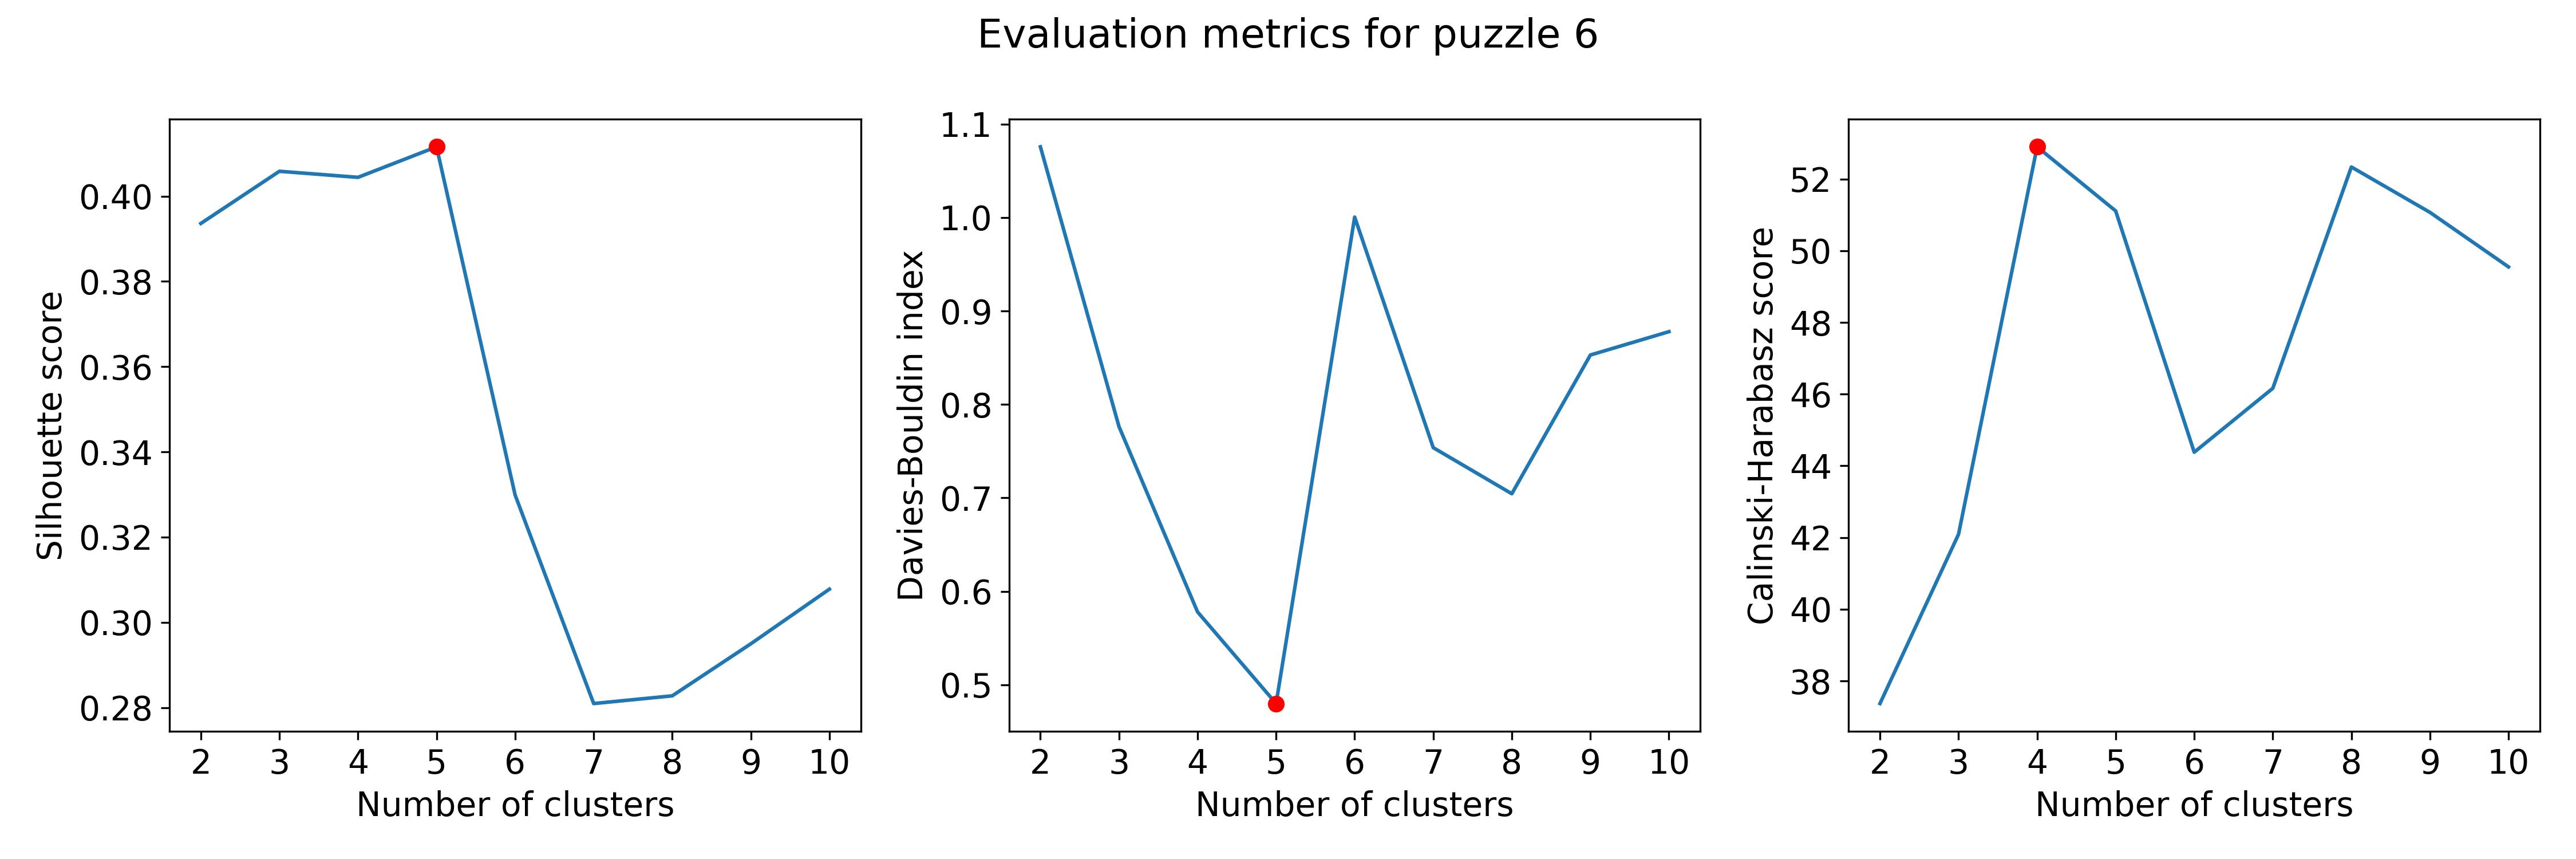 Evaluation metrics for puzzle 6
Silhouette score
0.40
0.38
0.36
0.34
0.32
0.30
0.28
2 3 4 5 6 7 8 9 10
Number of clusters
Davies-Bouldin index
1.1
1.0
0.9
0.8
0.7
0.6
0.5
2 3 4 5 6 7 8 9 10
Number of clusters
Calinski-Harabasz score
52
50
48
46
44
42
40
38
2 3 4 5 6 7 8 9 10
Number of clusters